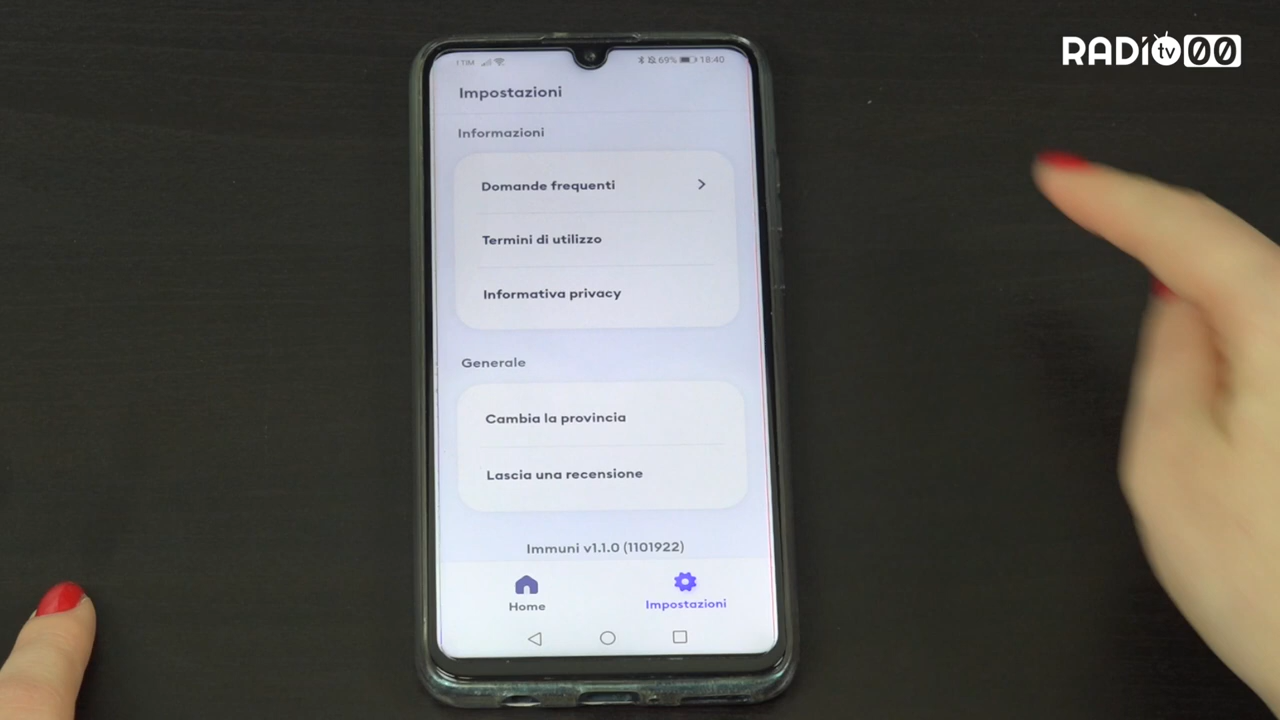 RADIO tv 00
1TIM 69% 18:40
Impostazioni
Informazioni
Domande frequenti
Termini di utilizzo
Informativa privacy
Generale
Cambia la provincia
Lascia una recensione
Immuni v1.1.0 (1101922)
Home Impostazioni